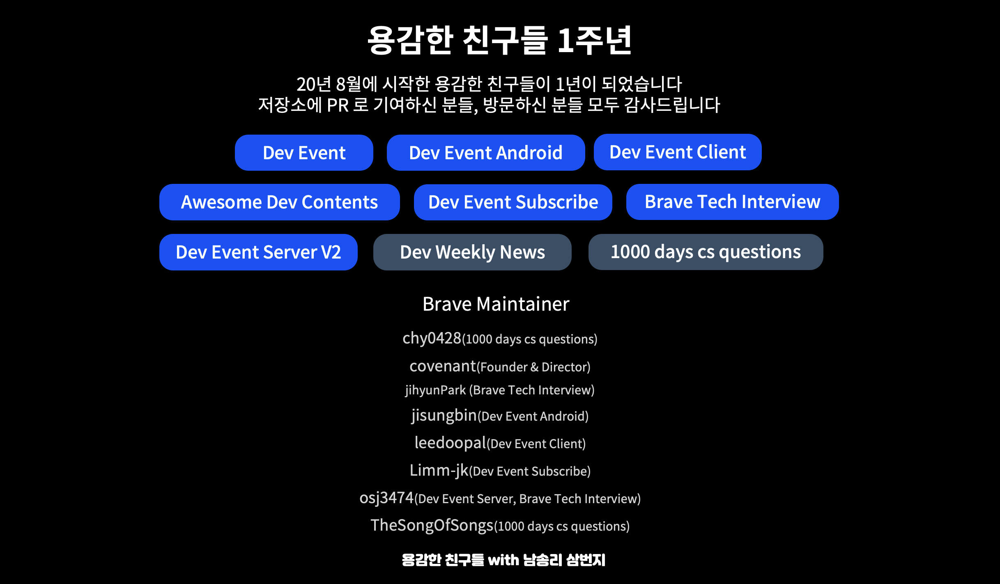 용감한 친구들 1주년
20년 8월에 시작한 용감한 친구들이 1년이 되었습니다
저장소에 PR 로 기여하신 분들, 방문하신 분들 모두 감사드립니다
Dev Event Dev Event Android Dev Event Client
Awesome Dev Contents Dev Event Subscribe Brave Tech Interview
Dev Event Server V2 Dev Weekly News 1000 days cs questions
Brave Maintainer
chy0428(1000 days cs questions)
covenant(Founder & Director)
jihyunPark (Brave Tech Interview)
jisungbin(Dev Event Android)
leedoopal(Dev Event Client)
Limm-jk(Dev Event Subscribe)
osj3474(Dev Event Server, Brave Tech Interview)
TheSongOfSongs(1000 days cs questions)
용감한 친구들 with 남송리 삼번지